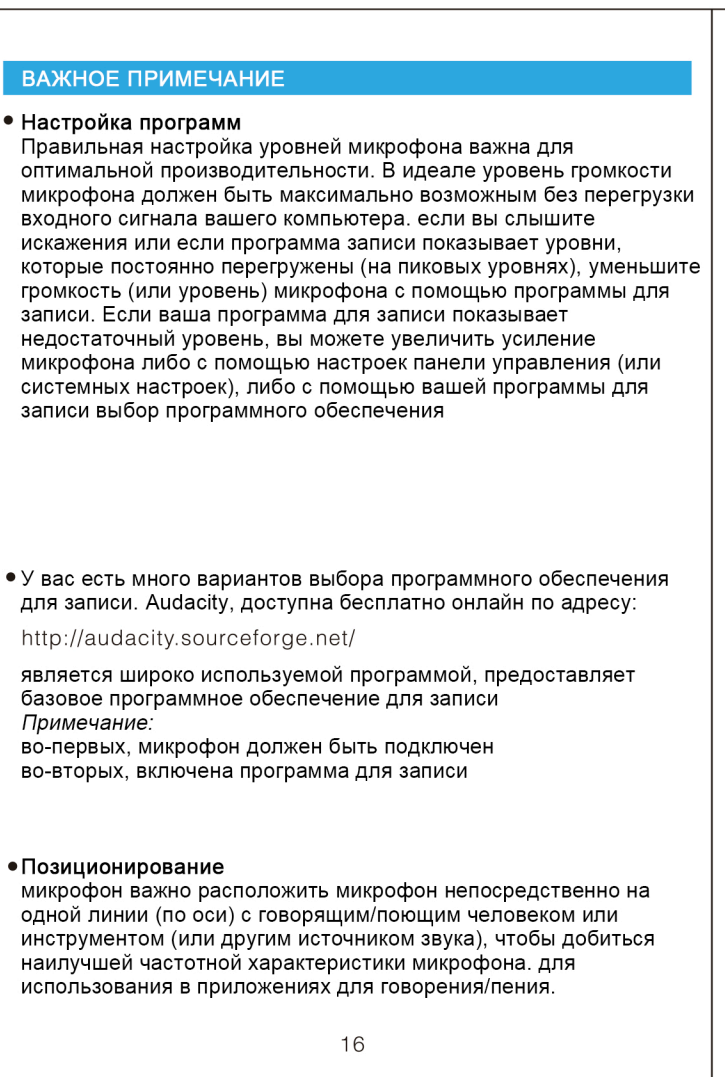 ВАЖНОЕ ПРИМЕЧАНИЕ
• Настройка программ
Правильная настройка уровней микрофона важна для
оптимальной производительности. В идеале уровень громкости
микрофона должен быть максимально возможным без перегрузки
входного сигнала вашего компьютера. если вы слышите
искажения или если программа записи показывает уровни,
которые постоянно перегружены (на пиковых уровнях), уменьшите
громкость (или уровень) микрофона с помощью программы для
записи. Если ваша программа для записи показывает
недостаточный уровень, вы можете увеличить усиление
микрофона либо с помощью настроек панели управления (или
системных настроек), либо с помощью вашей программы для
записи выбор программного обеспечения
• У вас есть много вариантов выбора программного обеспечения
для записи. Audacity, доступна бесплатно онлайн по адресу:
http://audacity.sourceforge.net/
является широко используемой программой, предоставляет
базовое программное обеспечение для записи
Примечание:
во-первых, микрофон должен быть подключен
во-вторых, включена программа для записи
• Позиционирование
микрофон важно расположить микрофон непосредственно на
одной линии (по оси) с говорящим/поющим человеком или
инструментом (или другим источником звука), чтобы добиться
наилучшей частотной характеристики микрофона. для
использования в приложениях для говорения/пения.
16